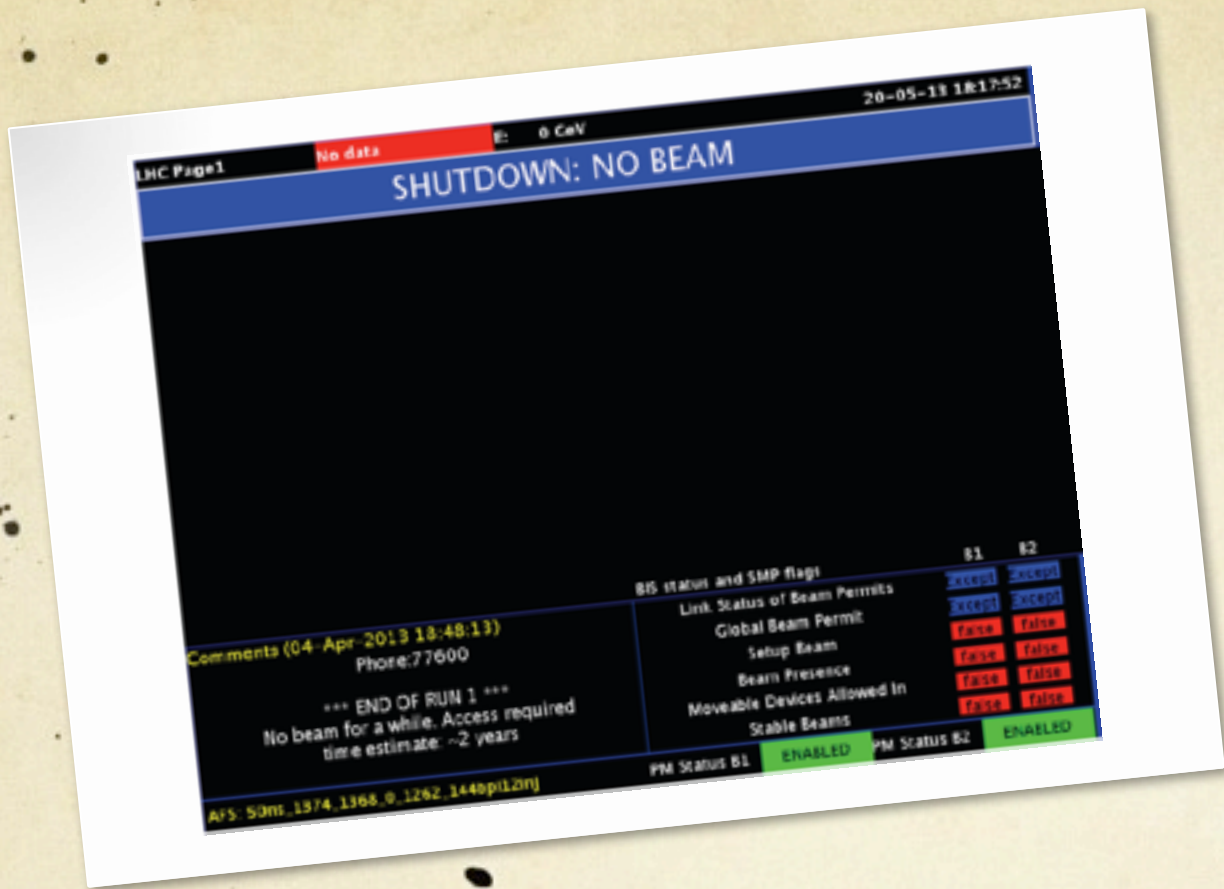 LHC Page1 No data E: 0 GeV 20-05-13 18:17:52
SHUTDOWN: NO BEAM
BIS status and SMP flags B1 B2
Link Status of Beam Permits Except Except
Global Beam Permit Except Except
Setup Beam false false
Beam Presence false false
Moveable Devices Allowed In false false
Stable Beams false false
Comments (04-Apr-2013 18:48:13)
Phone:77600
*** END OF RUN 1 ***
No beam for a while. Access required
time estimate: ~2 years
AFS: 50ns_1374_1368_0_1262_144bpi12inj
PM Status B1 ENABLED PM Status B2 ENABLED